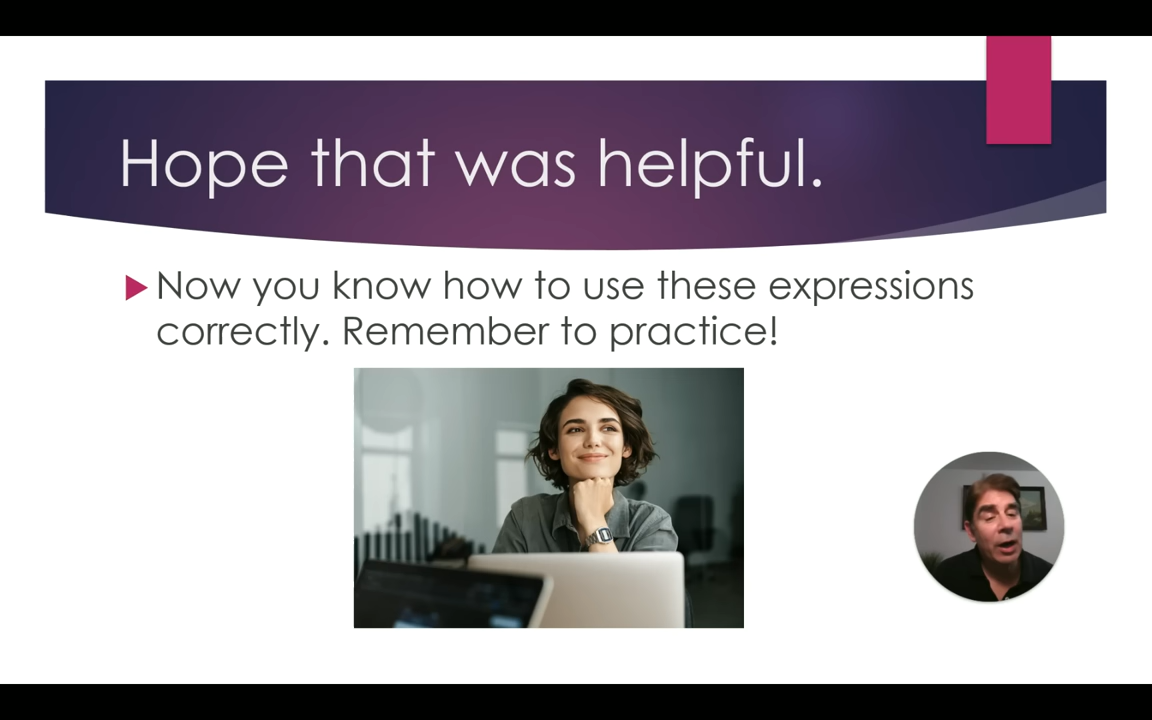 Hope that was helpful.
Now you know how to use these expressions
correctly. Remember to practice!